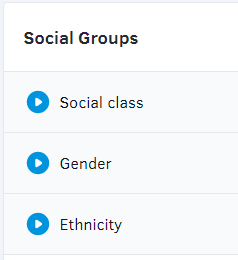 Social Groups
Social class
Gender
Ethnicity